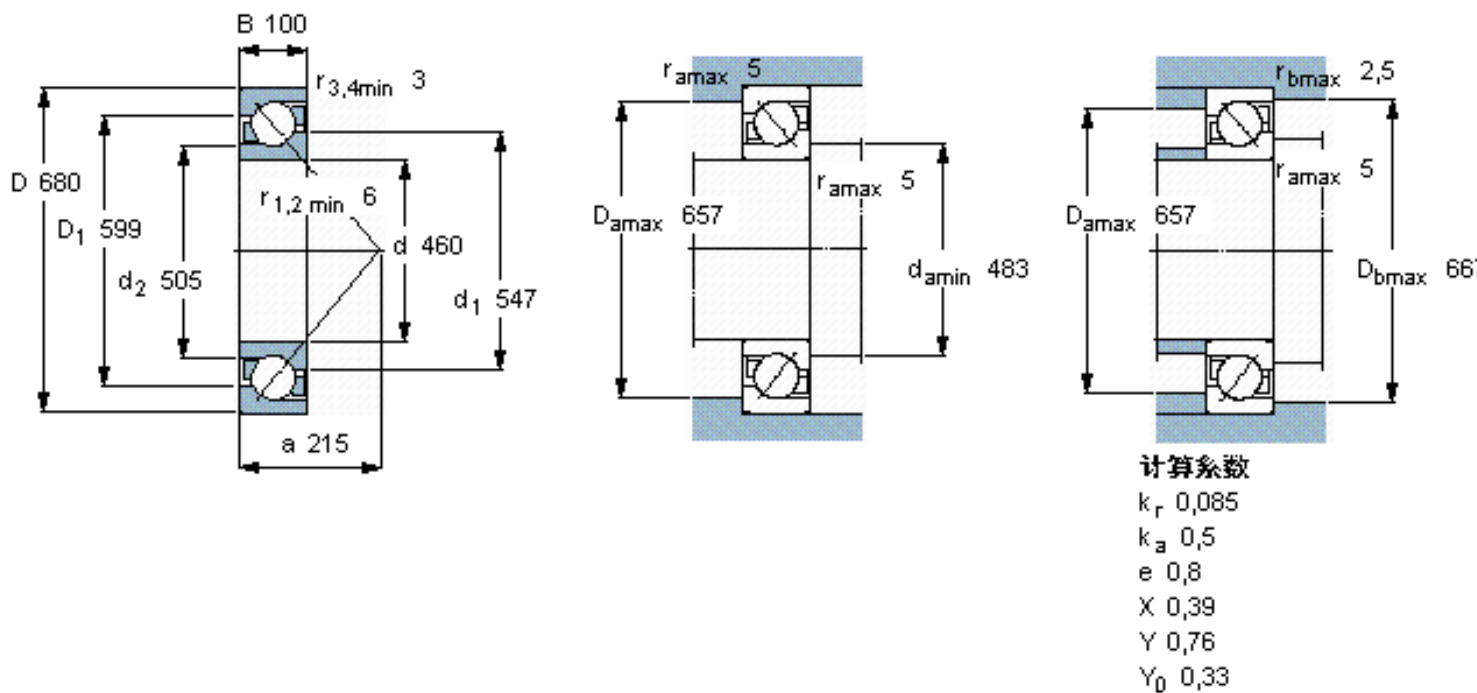 B 100
r3,4min 3
D 680
D1 599
d2 505
r1,2 min 6
d 460
d1 547
a 215
ramax 5
ramax 5
Damax 657
damin 483
rbmax 2,5
ramax 5
Damax 657
Dbmax
计算系数
kr 0,085
ka 0,5
e 0,8
X 0,39
Y 0,76
Y0 0,33